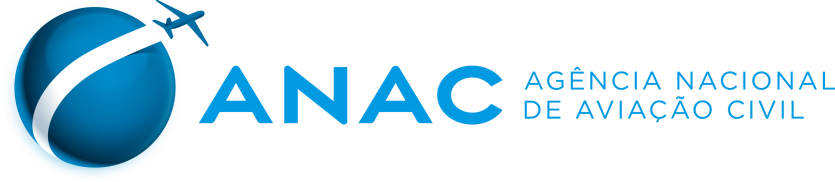 ANAC
AGÊNCIA NACIONAL
DE AVIAÇÃO CIVIL